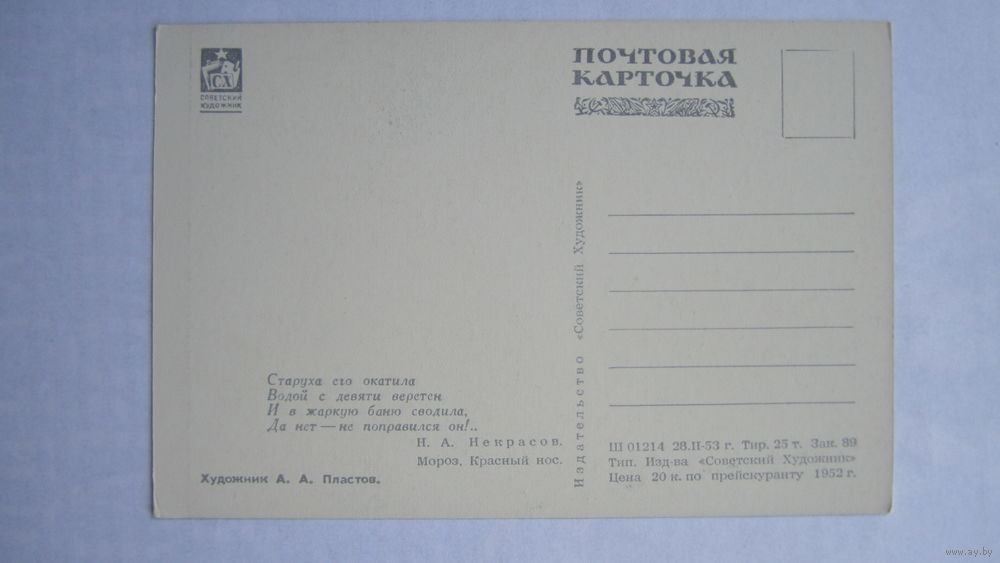 СХ
СОВЕТСКИЙ
ХУДОЖНИК
ПОЧТОВАЯ
КАРТОЧКА
Старуха его окатила
Водой с девяти веретен
И в жаркую баню сводила,
Да нет — не поправился он!..
Н. А. Некрасов.
Мороз, Красный нос.
Художник А. А. Пластов.
Издательство «Советский Художник»
Ш 01214 28.II-53 г. Тир. 25 т. Зак. 89
Тип. Изд-ва «Советский Художник»
Цена 20 к. по прейскуранту 1952 г.
www.ay.by